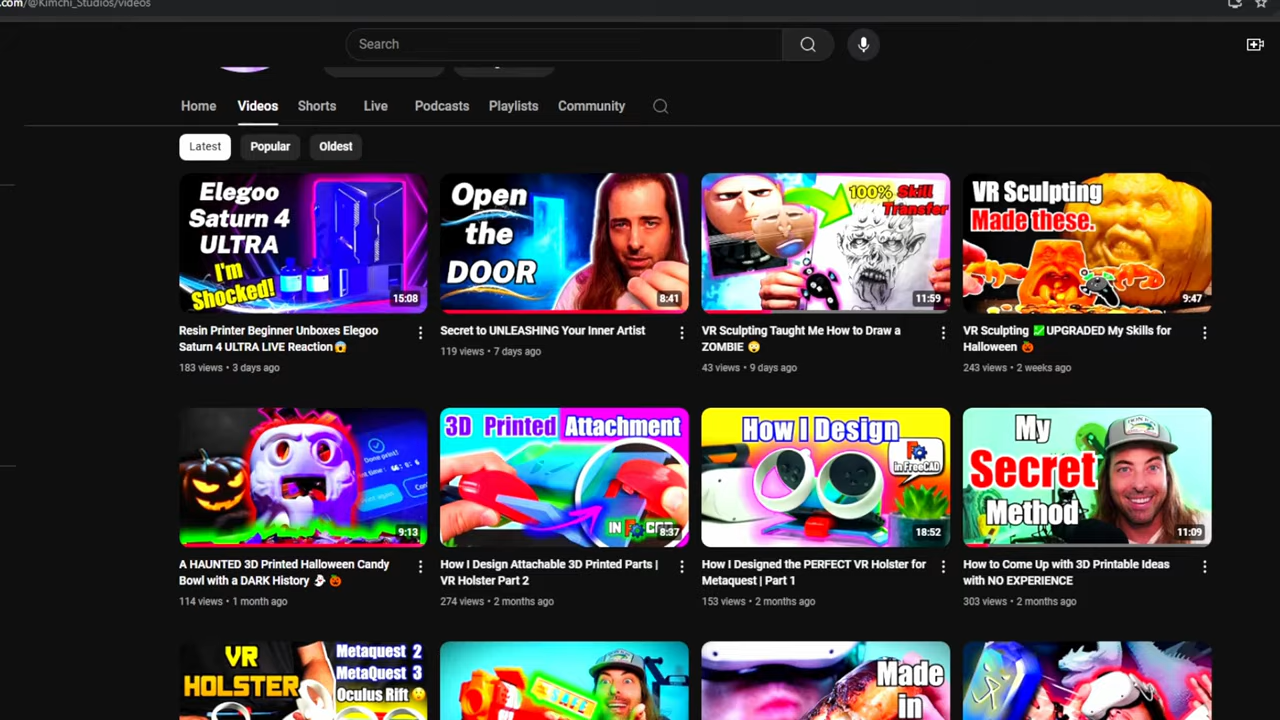 .com/@Kimchi_Studios/videos
Search
Home
Videos
Shorts
Live
Podcasts
Playlists
Community
Latest
Popular
Oldest
Elegoo
Saturn 4
ULTRA
I'm
Shocked!
15:08
Open
the
DOOR
8:41
100% Skill
Transfer
11:59
VR Sculpting
Made these.
9:47
Resin Printer Beginner Unboxes Elegoo
Saturn 4 ULTRA LIVE Reaction😱
183 views • 3 days ago
Secret to UNLEASHING Your Inner Artist
119 views • 7 days ago
VR Sculpting Taught Me How to Draw a
ZOMBIE 😳
43 views • 9 days ago
VR Sculpting 💹UPGRADED My Skills for
Halloween 🎃
243 views • 2 weeks ago
Done print!
9:13
3D Printed Attachment
IN
8:37
How I Design
in FreeCAD
18:52
My
Secret
Method
11:09
A HAUNTED 3D Printed Halloween Candy
Bowl with a DARK History 👻🎃
114 views • 1 month ago
How I Design Attachable 3D Printed Parts |
VR Holster Part 2
274 views • 2 months ago
How I Designed the PERFECT VR Holster for
Metaquest | Part 1
153 views • 2 months ago
How to Come Up with 3D Printable Ideas
with NO EXPERIENCE
303 views • 2 months ago
VR
HOLSTER
Metaquest 2
MetaQuest 3
Oculus Rift
SAFE
Made
in